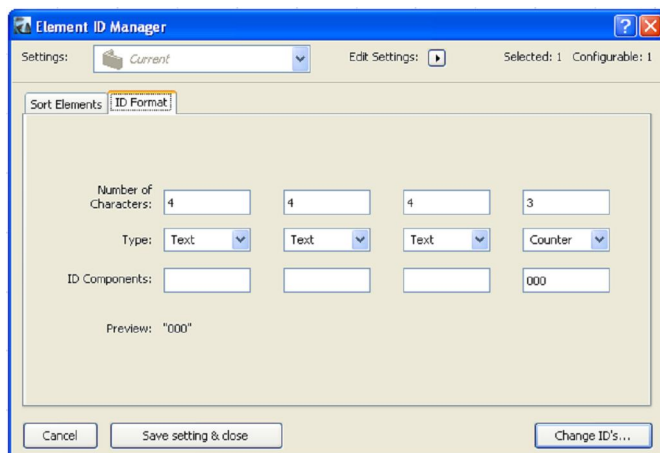 Element ID Manager
Settings: Current Edit Settings: Selected: 1 Configurable: 1
Sort Elements ID Format
Number of
Characters: 4 4 4 3
Type: Text Text Text Counter
ID Components: 000
Preview: "000"
Cancel Save setting & close Change ID's...